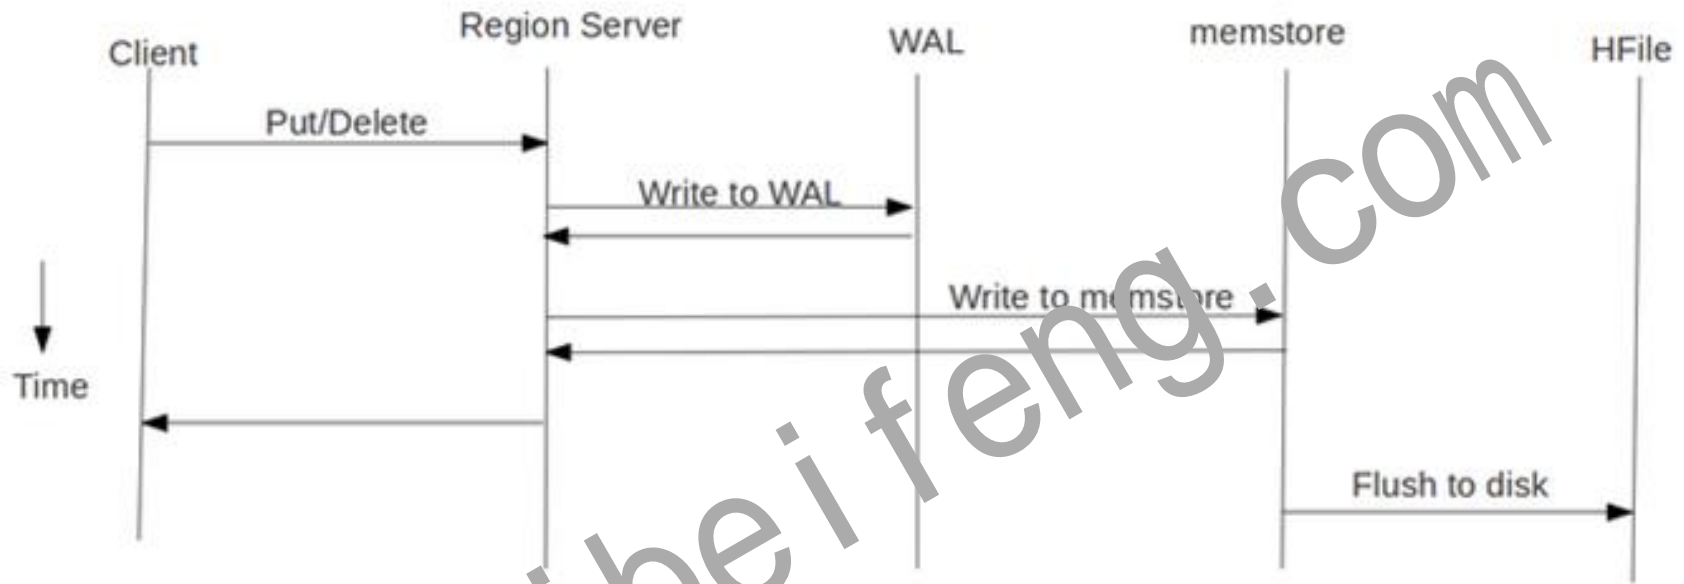 Client
Region Server
WAL
memstore
HFile
Put/Delete
Write to WAL
Write to memstore
Time
Flush to disk
beifeng.com